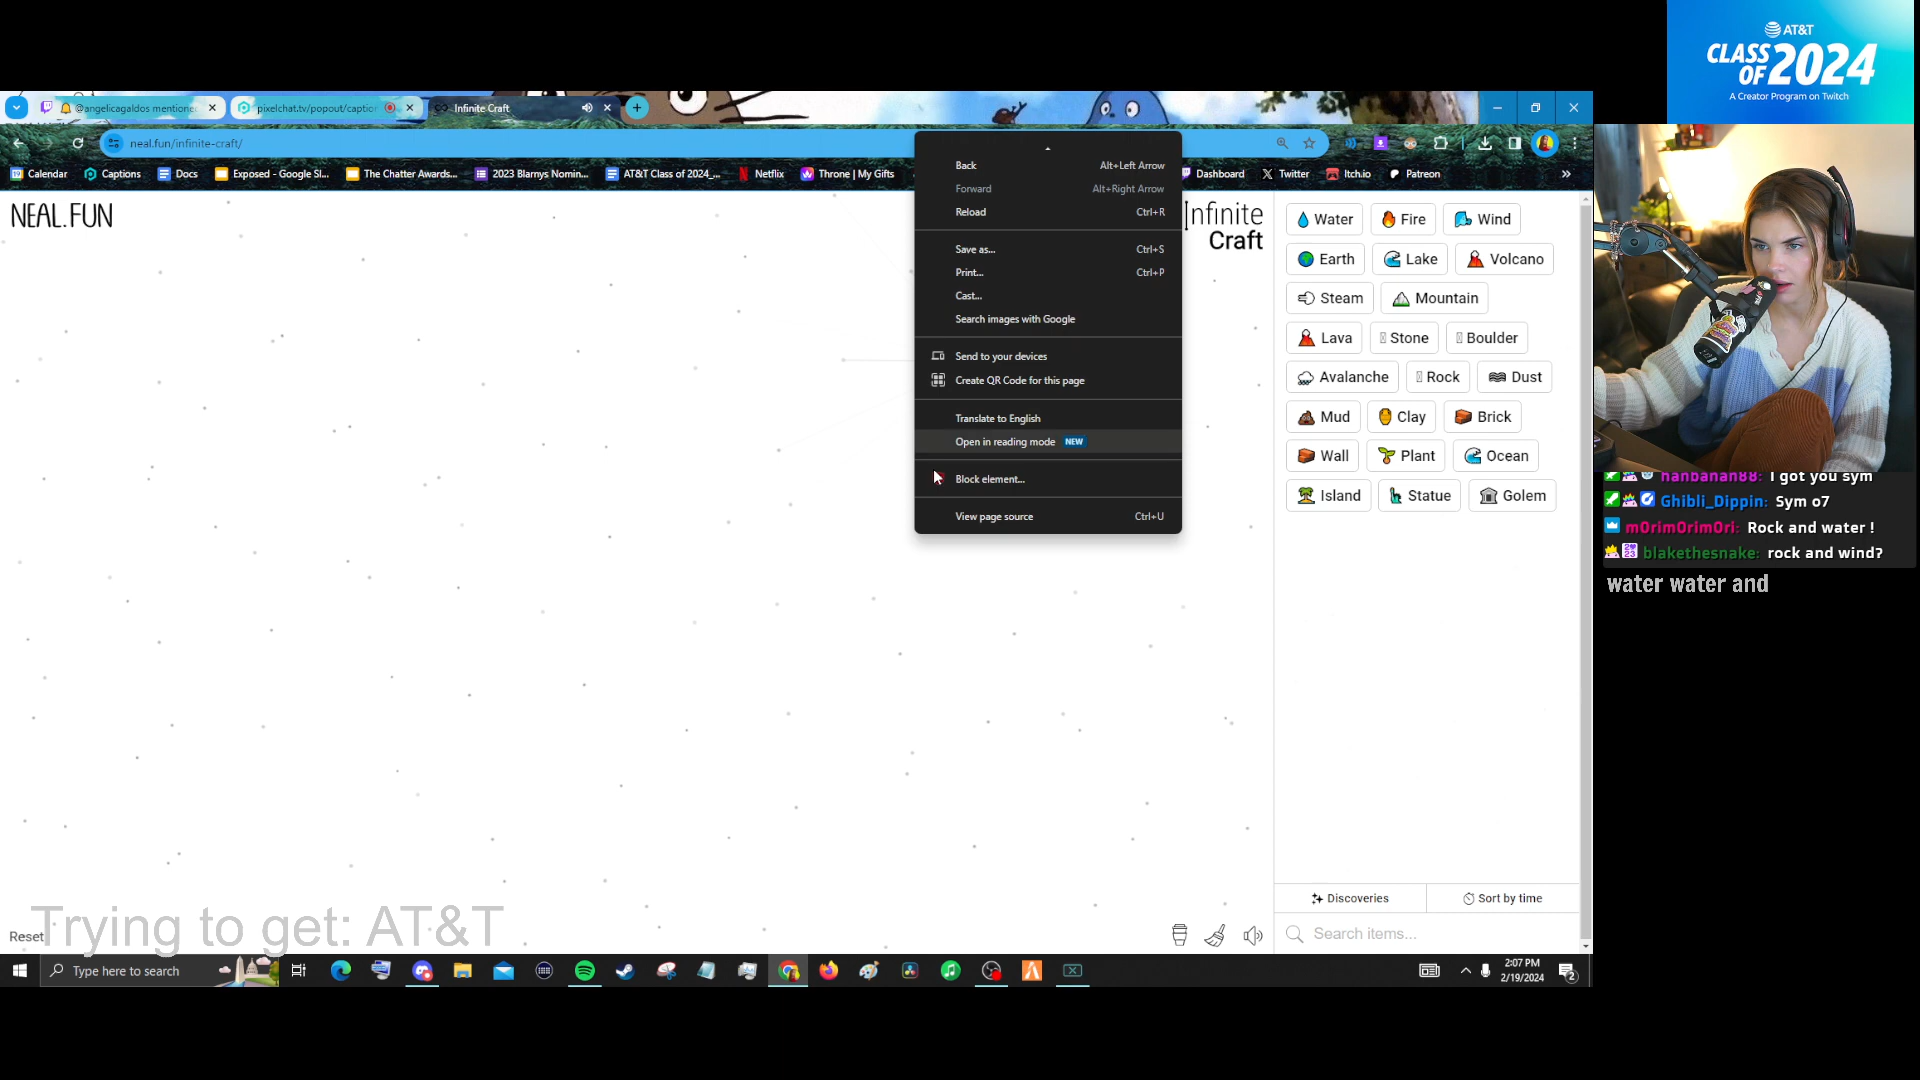 AT&T
CLASS
OF 2024
A Creator Program on Twitch
@angelicagaldos mentione
pixelchat.tv/popout/captio
Infinite Craft
neal.fun/infinite-craft/
Calendar
Captions
Docs
Exposed - Google Sl...
The Chatter Awards...
2023 Blarnys Nomin...
AT&T Class of 2024_...
Netflix
Throne | My Gifts
Dashboard
Twitter
Itch.io
Patreon
NEAL.FUN
Infinite
Craft
Back Alt+Left Arrow
Forward Alt+Right Arrow
Reload Ctrl+R
Save as... Ctrl+S
Print... Ctrl+P
Cast...
Search images with Google
Send to your devices
Create QR Code for this page
Translate to English
Open in reading mode NEW
Block element...
View page source Ctrl+U
Water Fire Wind
Earth Lake Volcano
Steam Mountain
Lava Stone Boulder
Avalanche Rock Dust
Mud Clay Brick
Wall Plant Ocean
Island Statue Golem
hanbanan88: I got you sym
Ghibli_Dippin: Sym o7
m0rim0rim0ri: Rock and water !
blakethesnake: rock and wind?
water water and
Discoveries
Sort by time
Search items...
Reset
Trying to get: AT&T
Type here to search
2:07 PM
2/19/2024
2